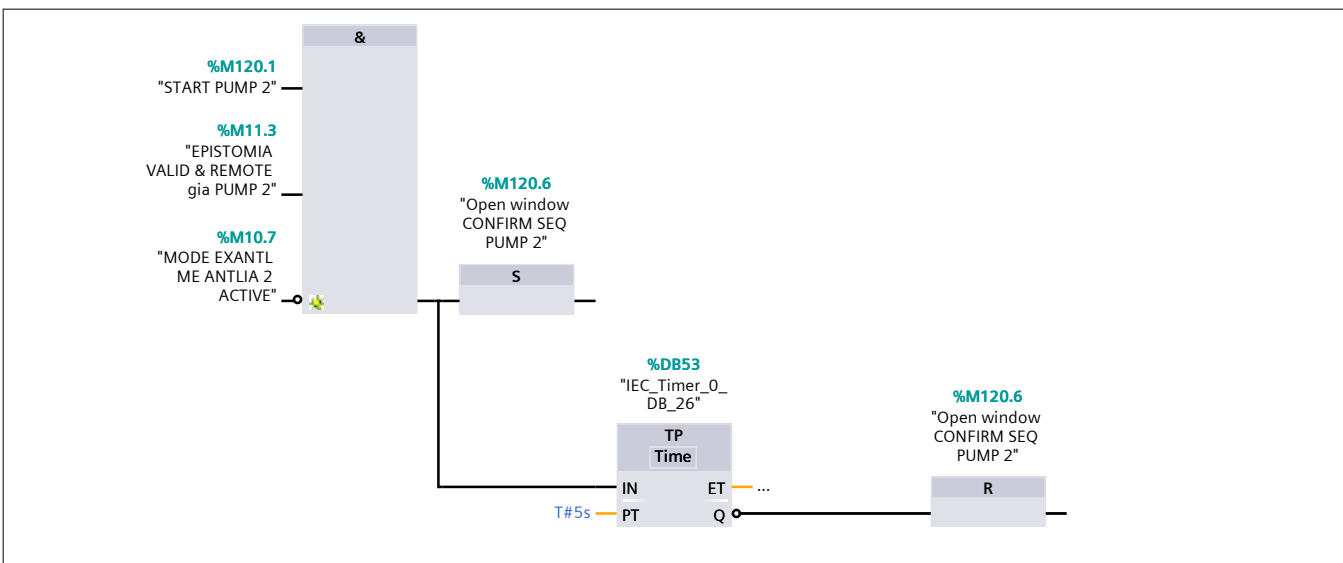 &
%M120.1
"START PUMP 2"
%M11.3
"EPISTOMIA
VALID & REMOTE
gia PUMP 2"
%M10.7
"MODE EXANTL
ME ANTLIA 2
ACTIVE"
%M120.6
"Open window
CONFIRM SEQ
PUMP 2"
S
%DB53
"IEC_Timer_0_
DB_26"
TP
Time
IN ET ...
T#5s PT Q
%M120.6
"Open window
CONFIRM SEQ
PUMP 2"
R